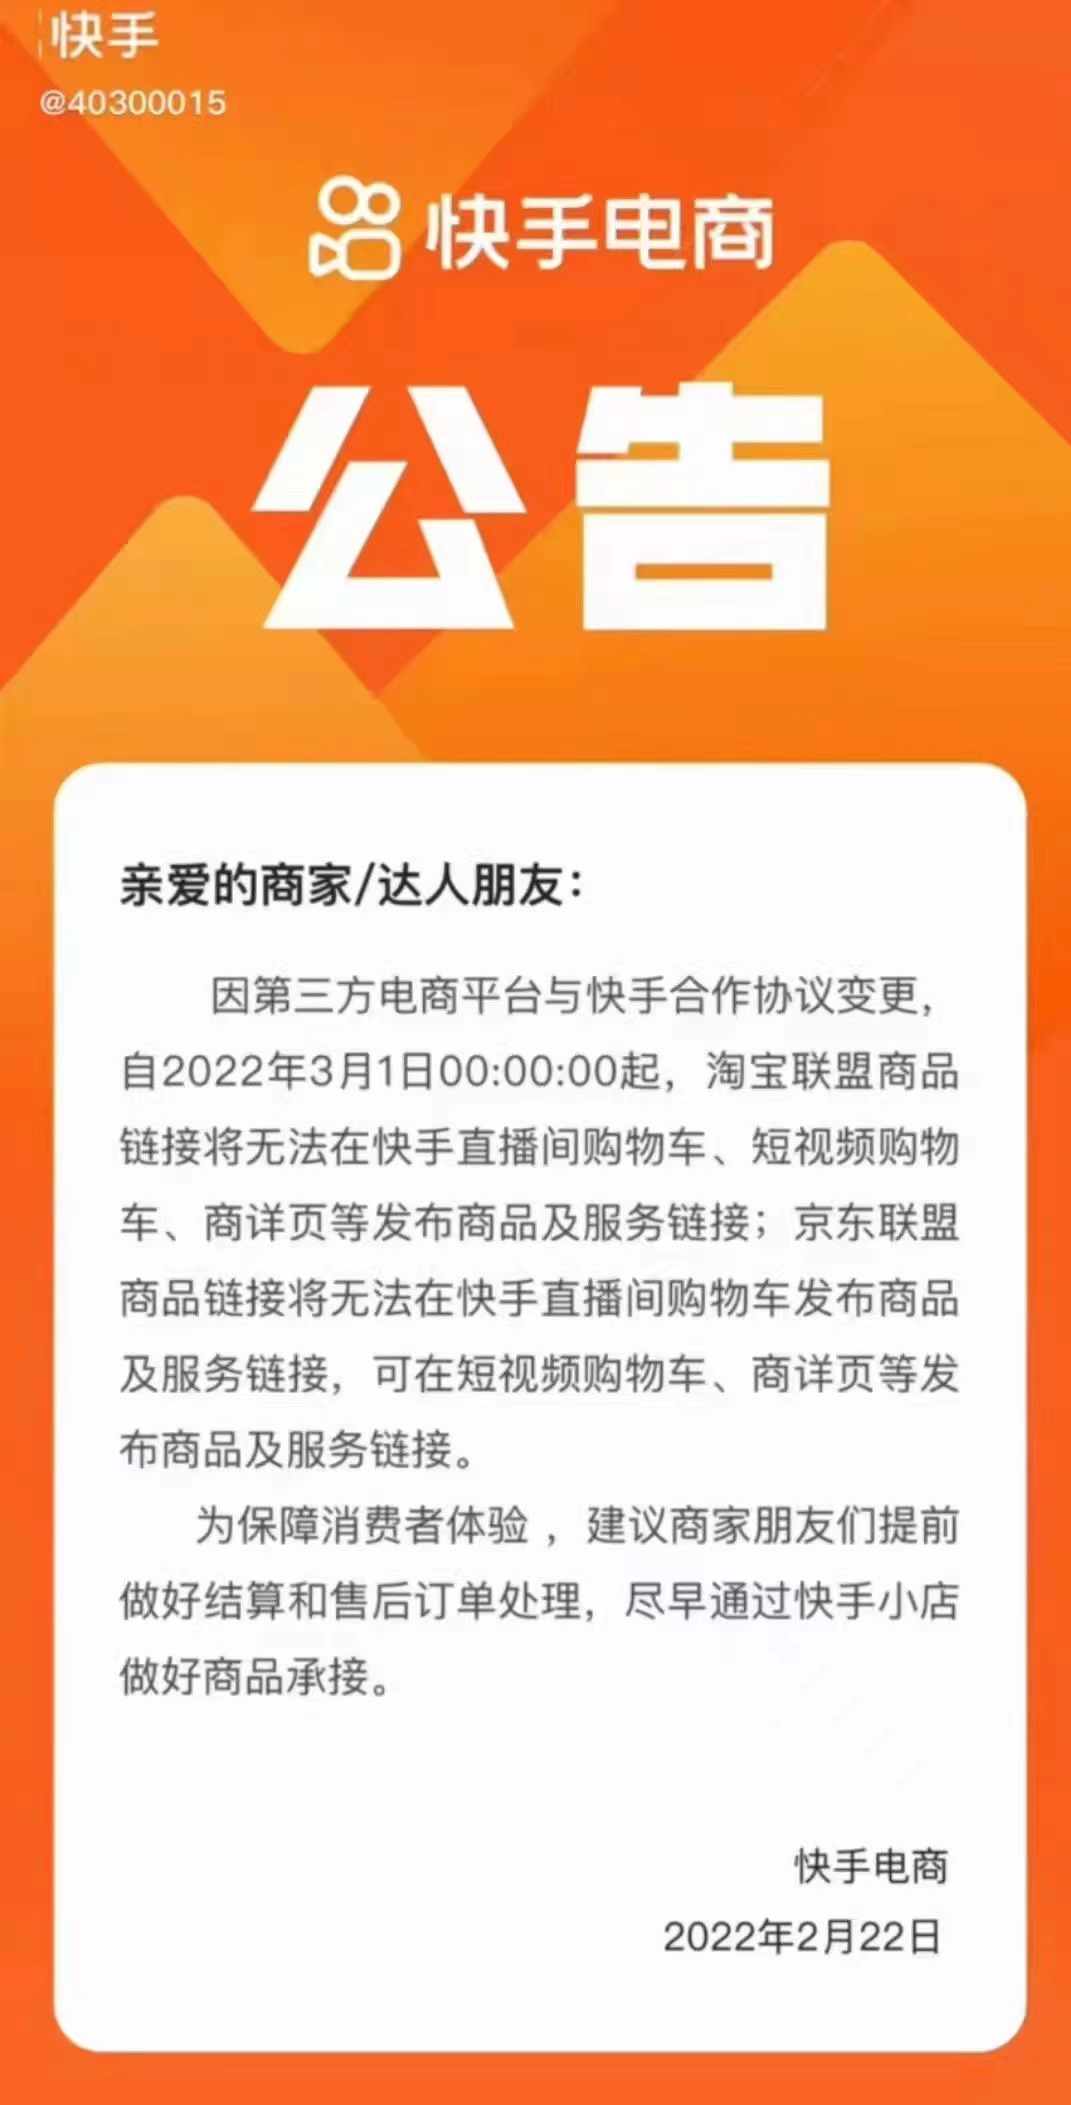 快手
@40300015
快手电商
公告
亲爱的商家/达人朋友：
因第三方电商平台与快手合作协议变更，
自2022年3月1日00:00:00起，淘宝联盟商品
链接将无法在快手直播间购物车、短视频购物
车、商详页等发布商品及服务链接；京东联盟
商品链接将无法在快手直播间购物车发布商品
及服务链接，可在短视频购物车、商详页等发
布商品及服务链接。
为保障消费者体验，建议商家朋友们提前
做好结算和售后订单处理，尽早通过快手小店
做好商品承接。
快手电商
2022年2月22日